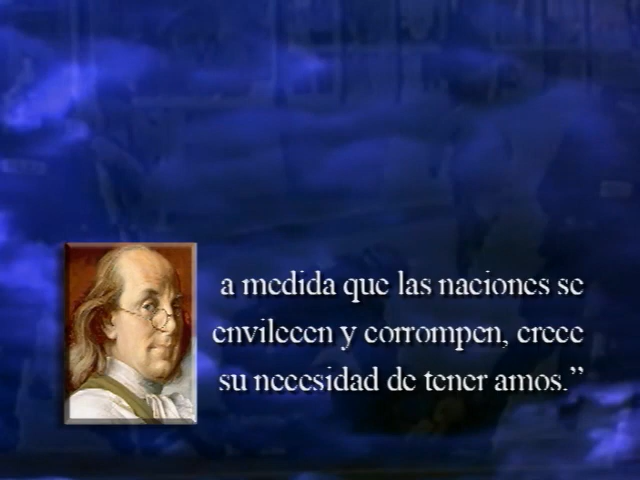 a medida que las naciones se
envilecen y corrompen, crece
su necesidad de tener amos.”